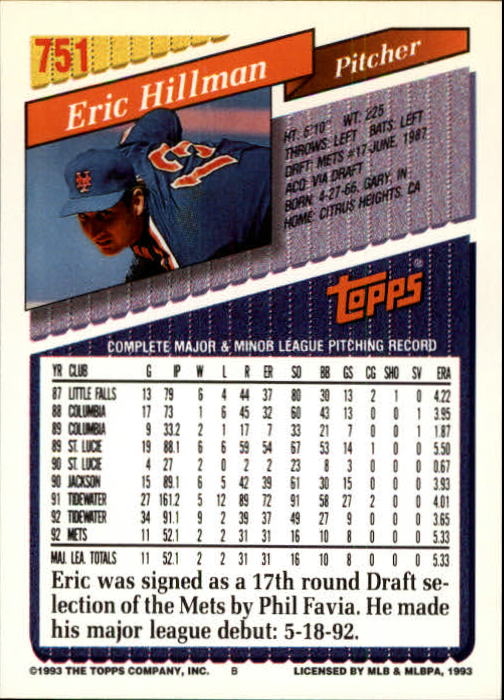 751
Eric Hillman
Pitcher
HT: 6'10" WT: 225
THROWS: LEFT BATS: LEFT
DRFT: METS #17-JUNE, 1987
ACQ: VIA DRAFT
BORN: 4-27-66, GARY, IN
HOME: CITRUS HEIGHTS, CA
TOPPS®
COMPLETE MAJOR & MINOR LEAGUE PITCHING RECORD
YR CLUB G IP W L R ER SO BB GS CG SHO SV ERA
87 LITTLE FALLS 13 79 6 4 44 37 80 30 13 2 1 0 4.22
88 COLUMBIA 17 73 1 6 45 32 60 43 13 0 0 1 3.95
89 COLUMBIA 9 33.2 2 1 17 7 33 21 7 0 0 1 1.87
89 ST. LUCIE 19 88.1 6 6 59 54 67 53 14 1 0 0 5.50
90 ST. LUCIE 4 27 2 0 2 2 23 8 3 0 0 0 0.67
90 JACKSON 15 89.1 6 5 42 39 61 30 15 0 0 0 3.93
91 TIDEWATER 27 161.2 5 12 89 72 91 58 27 2 0 0 4.01
92 TIDEWATER 34 91.1 9 2 39 37 49 27 9 0 0 0 3.65
92 METS 11 52.1 2 2 31 31 16 10 8 0 0 0 5.33
MAJ. LEA. TOTALS 11 52.1 2 2 31 31 16 10 8 0 0 0 5.33
Eric was signed as a 17th round Draft se-
lection of the Mets by Phil Favia. He made
his major league debut: 5-18-92.
©1993 THE TOPPS COMPANY, INC. B LICENSED BY MLB & MLBPA, 1993